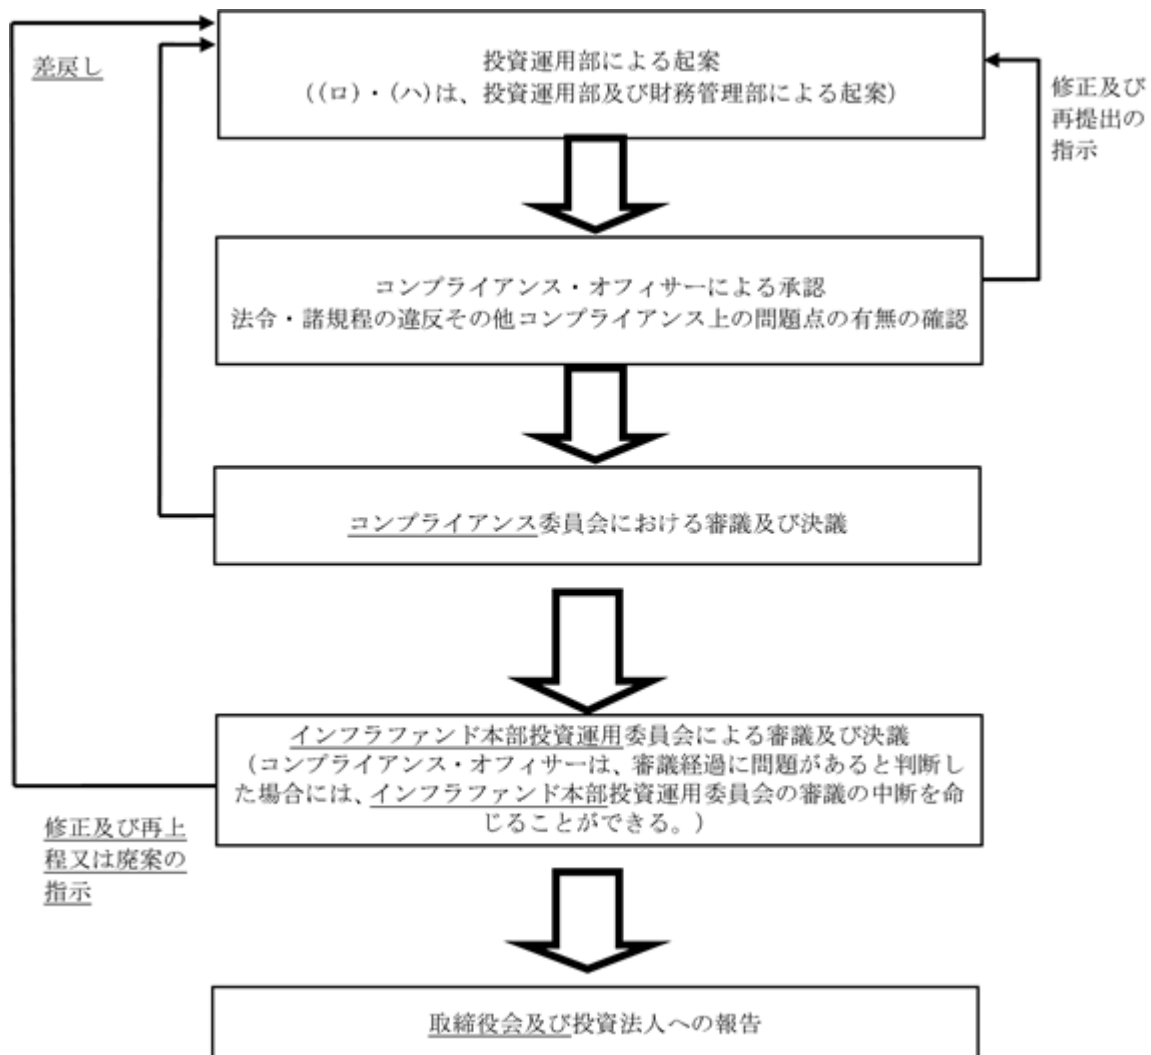 差戻し
投資運用部による起案
((ロ)・(ハ)は、投資運用部及び財務管理部による起案)
修正及び
再提出の
指示
コンプライアンス・オフィサーによる承認
法令・諸規程の違反その他コンプライアンス上の問題点の有無の確認
コンプライアンス委員会における審議及び決議
インフラファンド本部投資運用委員会による審議及び決議
(コンプライアンス・オフィサーは、審議経過に問題があると判断し
た場合には、インフラファンド本部投資運用委員会の審議の中断を命
じることができる。)
修正及び再上
程又は廃案の
指示
取締役会及び投資法人への報告